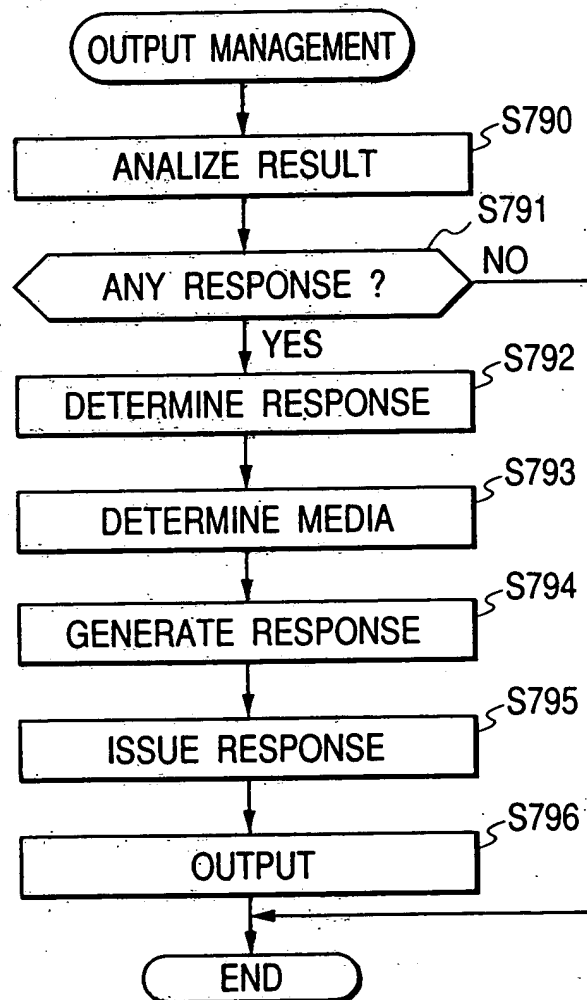 OUTPUT MANAGEMENT
S790
ANALIZE RESULT
S791
ANY RESPONSE ?
NO
YES
S792
DETERMINE RESPONSE
S793
DETERMINE MEDIA
S794
GENERATE RESPONSE
S795
ISSUE RESPONSE
S796
OUTPUT
END